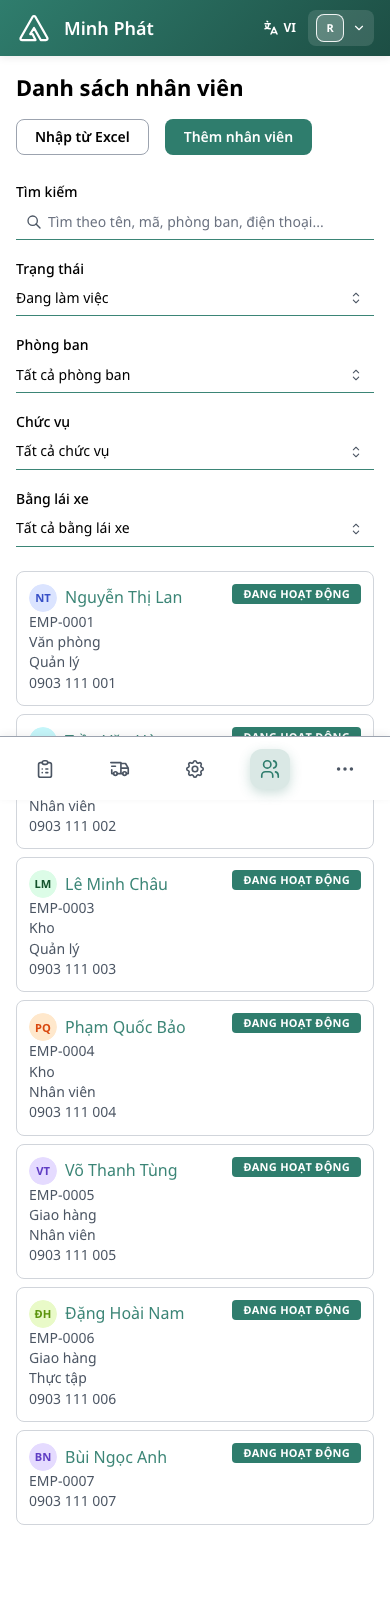 Minh Phát
VI
R
Danh sách nhân viên
Nhập từ Excel
Thêm nhân viên
Tìm kiếm
Tìm theo tên, mã, phòng ban, điện thoại...
Trạng thái
Đang làm việc
Phòng ban
Tất cả phòng ban
Chức vụ
Tất cả chức vụ
Bằng lái xe
Tất cả bằng lái xe
NT
Nguyễn Thị Lan
ĐANG HOẠT ĐỘNG
EMP-0001
Văn phòng
Quản lý
0903 111 001
ĐANG HOẠT ĐỘNG
Nhân viên
0903 111 002
LM
Lê Minh Châu
ĐANG HOẠT ĐỘNG
EMP-0003
Kho
Quản lý
0903 111 003
PQ
Phạm Quốc Bảo
ĐANG HOẠT ĐỘNG
EMP-0004
Kho
Nhân viên
0903 111 004
VT
Võ Thanh Tùng
ĐANG HOẠT ĐỘNG
EMP-0005
Giao hàng
Nhân viên
0903 111 005
ĐH
Đặng Hoài Nam
ĐANG HOẠT ĐỘNG
EMP-0006
Giao hàng
Thực tập
0903 111 006
BN
Bùi Ngọc Anh
ĐANG HOẠT ĐỘNG
EMP-0007
0903 111 007